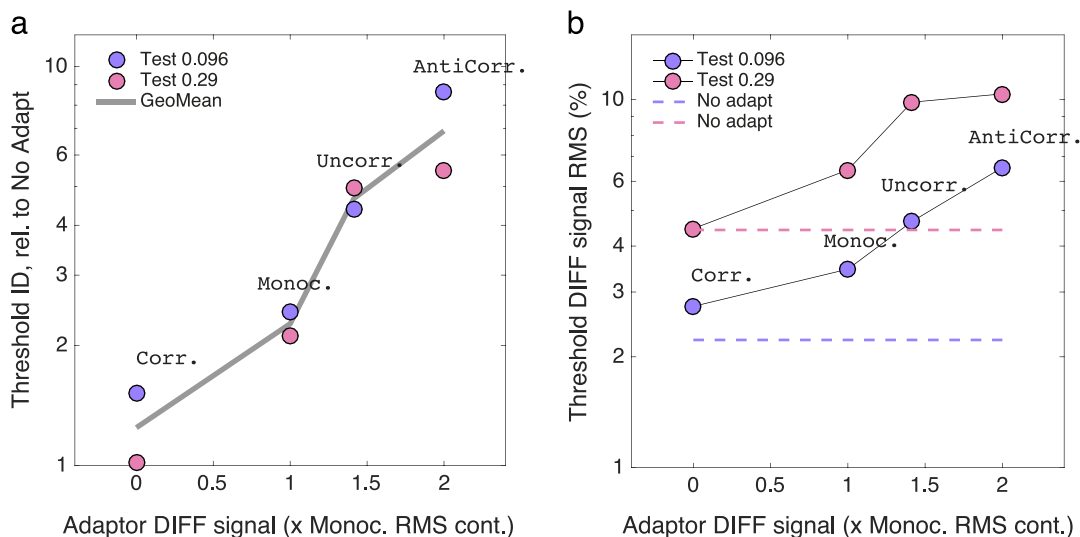 a
Threshold ID, rel. to No Adapt
10
6
4
3
2
1
Test 0.096
Test 0.29
GeoMean
AntiCorr.
Uncorr.
Monoc.
Corr.
0 0.5 1 1.5 2
Adaptor DIFF signal (x Monoc. RMS cont.)
b
Threshold DIFF signal RMS (%)
10
6
4
2
1
Test 0.096
Test 0.29
No adapt
No adapt
AntiCorr.
Uncorr.
Monoc.
Corr.
0 0.5 1 1.5 2
Adaptor DIFF signal (x Monoc. RMS cont.)